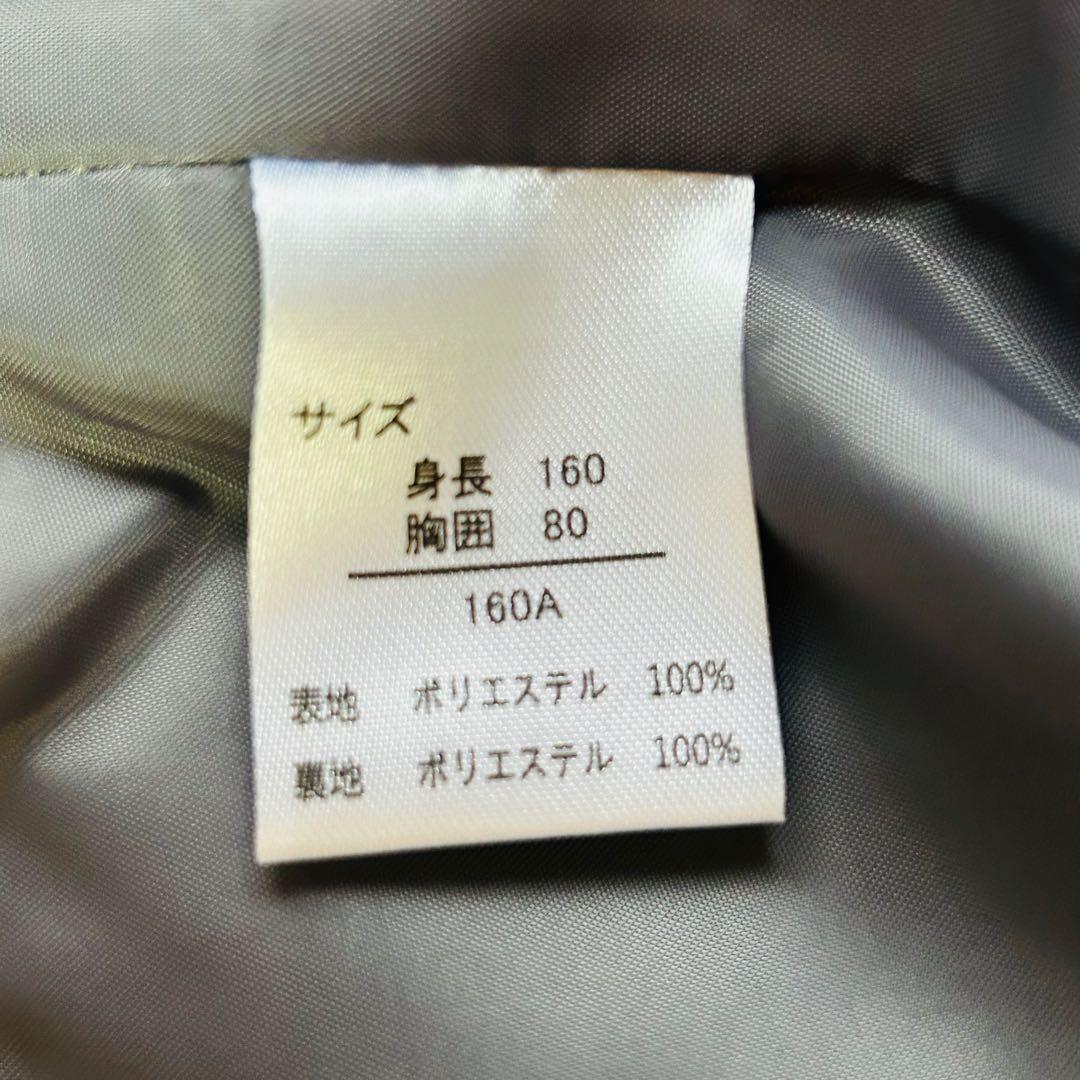 サイズ
身長 160
胸囲 80
160A
表地 ポリエステル 100%
裏地 ポリエステル 100%